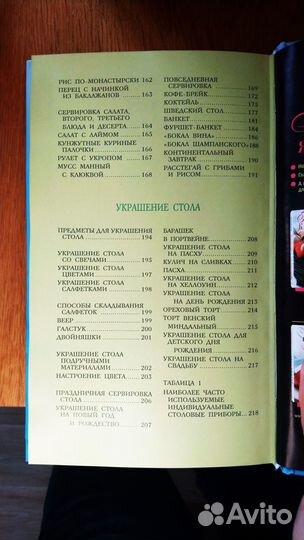 РИС ПО-МОНАСТЫРСКИ 162
ПЕРЕЦ С НАЧИНКОЙ
ИЗ БАКЛАЖАНОВ . . . . 163
СЕРВИРОВКА САЛАТА,
ВТОРОГО, ТРЕТЬЕГО
БЛЮДА И ДЕСЕРТА . . 164
САЛАТ С ЛАЙМОМ . . . 165
КУНЖУТНЫЕ КУРИНЫЕ
ПАЛОЧКИ . . . . 166
РУЛЕТ С УКРОПОМ . . . 167
МУСС МАННЫЙ
С КЛЮКВОЙ . . . . 168
ПОВСЕДНЕВНАЯ
СЕРВИРОВКА . . . . 169
КОФЕ-БРЕЙК . . . . 172
КОКТЕЙЛЬ . . . . 175
ШВЕДСКИЙ СТОЛ . . . . 177
БАНКЕТ . . . . 181
ФУРШЕТ-БАНКЕТ . . . . 184
«БОКАЛ ВИНА» . . . . 186
«БОКАЛ ШАМПАНСКОГО» 188
КОНТИНЕНТАЛЬНЫЙ
ЗАВТРАК . . . . 190
РАССТЕГАЙ С ГРИБАМИ
И РИСОМ . . . . 191
УКРАШЕНИЕ СТОЛА
ПРЕДМЕТЫ ДЛЯ УКРАШЕНИЯ
СТОЛА . . . . 194
УКРАШЕНИЕ СТОЛА
СО СВЕЧАМИ . . . . 195
УКРАШЕНИЕ СТОЛА
ЦВЕТАМИ . . . . 197
УКРАШЕНИЕ СТОЛА
САЛФЕТКАМИ . . . . 198
СПОСОБЫ СКЛАДЫВАНИЯ
САЛФЕТОК . . . . 199
ВЕЕР . . . . 199
ГАЛСТУК . . . . 200
ДВОЙНЯШКИ . . . . 201
УКРАШЕНИЕ СТОЛА
ПОДРУЧНЫМИ
МАТЕРИАЛАМИ . . . . 202
НАСТРОЕНИЕ ЦВЕТА . . . 203
ПРАЗДНИЧНАЯ СЕРВИРОВКА
СТОЛА . . . . 206
УКРАШЕНИЕ СТОЛА
НА НОВЫЙ ГОД
И РОЖДЕСТВО . . . . 207
БАРАШЕК
В ПОРТВЕЙНЕ . . . . 208
УКРАШЕНИЕ СТОЛА
НА ПАСХУ . . . . 209
КУЛИЧ НА СЛИВКАХ . . . 210
ПАСХА . . . . 211
УКРАШЕНИЕ СТОЛА
НА ХЕЛЛОУИН . . . . 212
УКРАШЕНИЕ СТОЛА
НА ДЕНЬ РОЖДЕНИЯ . 213
ОРЕХОВЫЙ ТОРТ . . . . 214
ТОРТ ВЕНСКИЙ
МИНДАЛЬНЫЙ . . . . 215
УКРАШЕНИЕ СТОЛА ДЛЯ
ДЕТСКОГО ДНЯ
РОЖДЕНИЯ . . . . 216
УКРАШЕНИЕ СТОЛА НА
СВАДЬБУ . . . . 217
ТАБЛИЦА 1
НАИБОЛЕЕ ЧАСТО
ИСПОЛЬЗУЕМЫЕ
ИНДИВИДУАЛЬНЫЕ
СТОЛОВЫЕ ПРИБОРЫ . . 218
Avito